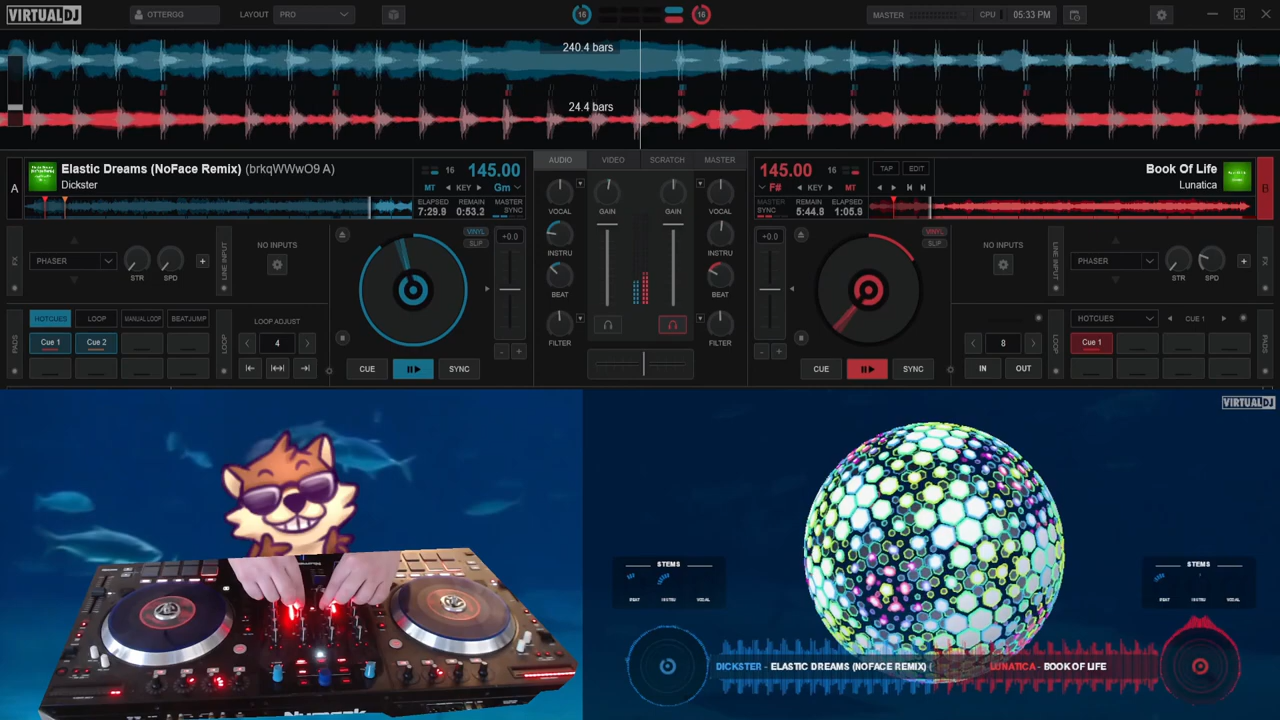 VIRTUALDJ
OTTERGG
LAYOUT
PRO
16
16
MASTER
CPU
05:33 PM
240.4 bars
24.4 bars
A
Elastic Dreams (NoFace Remix) (brkqWWwO9 A)
Dickster
16
145.00
MT
KEY
Gm
ELAPSED
7:29.9
REMAIN
0:53.2
MASTER
SYNC
AUDIO
VIDEO
SCRATCH
MASTER
145.00
16
F#
KEY
MT
MASTER
SYNC
REMAIN
5:44.8
ELAPSED
1:05.9
TAP
EDIT
Book Of Life
Lunatica
B
FX
PHASER
STR
SPD
LINE INPUT
NO INPUTS
VINYL
SLIP
+0.0
VOCAL
GAIN
GAIN
VOCAL
INSTRU
INSTRU
BEAT
BEAT
FILTER
FILTER
+0.0
VINYL
SLIP
NO INPUTS
LINE INPUT
PHASER
STR
SPD
FX
PADS
HOTCUES
LOOP
MANUAL LOOP
BEATJUMP
Cue 1
Cue 2
LOOP
LOOP ADJUST
4
CUE
SYNC
CUE
SYNC
8
IN
OUT
LOOP
HOTCUES
CUE 1
Cue 1
PADS
VIRTUALDJ
STEMS
BEAT
INSTRU
VOCAL
STEMS
BEAT
INSTRU
VOCAL
DICKSTER - ELASTIC DREAMS (NOFACE REMIX) (
LUNATICA - BOOK OF LIFE
Numark